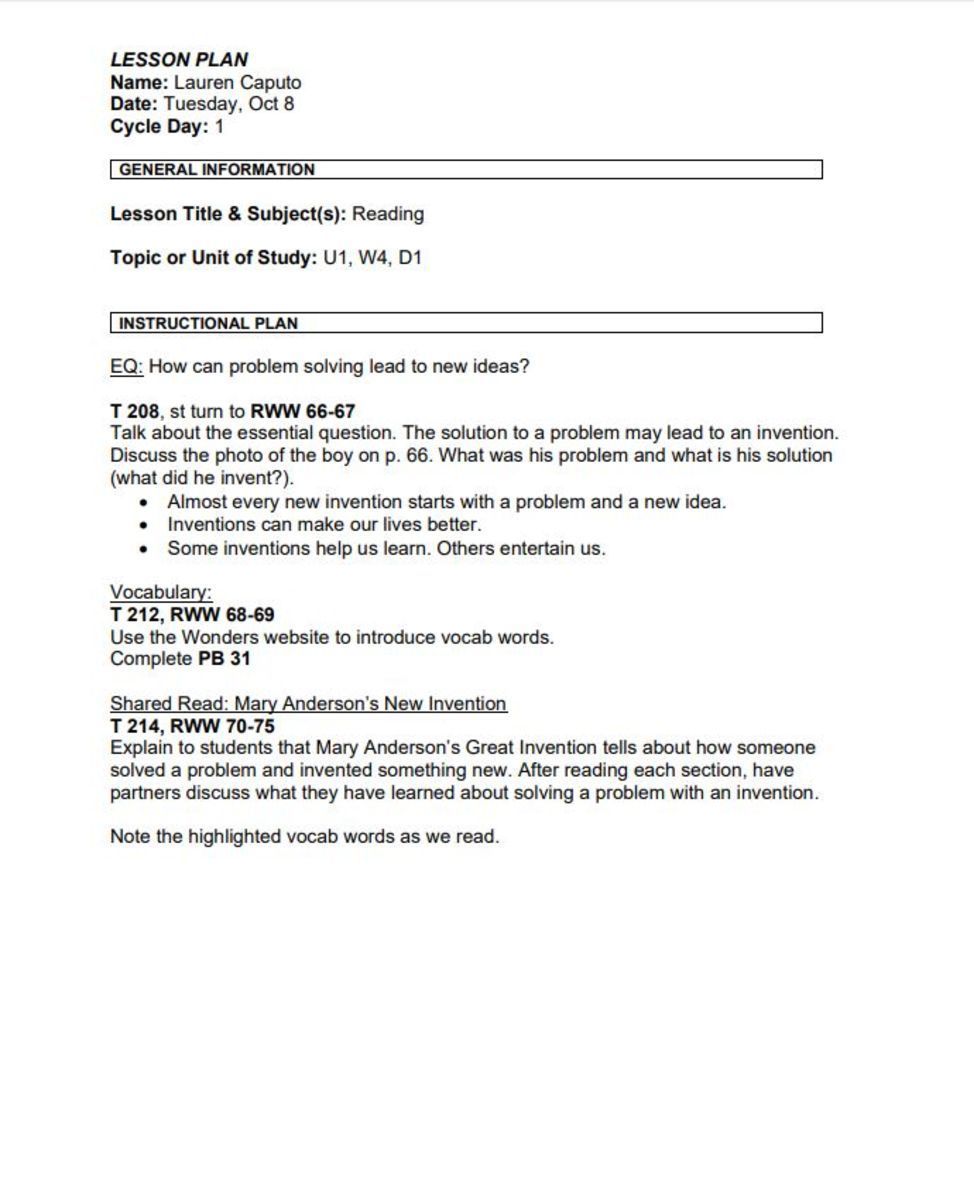 LESSON PLAN
Name: Lauren Caputo
Date: Tuesday, Oct 8
Cycle Day: 1
GENERAL INFORMATION
Lesson Title & Subject(s): Reading
Topic or Unit of Study: U1, W4, D1
INSTRUCTIONAL PLAN
EQ: How can problem solving lead to new ideas?
T 208, st turn to RWW 66-67
Talk about the essential question. The solution to a problem may lead to an invention.
Discuss the photo of the boy on p. 66. What was his problem and what is his solution
(what did he invent?).
• Almost every new invention starts with a problem and a new idea.
• Inventions can make our lives better.
• Some inventions help us learn. Others entertain us.
Vocabulary:
T 212, RWW 68-69
Use the Wonders website to introduce vocab words.
Complete PB 31
Shared Read: Mary Anderson's New Invention
T 214, RWW 70-75
Explain to students that Mary Anderson's Great Invention tells about how someone
solved a problem and invented something new. After reading each section, have
partners discuss what they have learned about solving a problem with an invention.
Note the highlighted vocab words as we read.